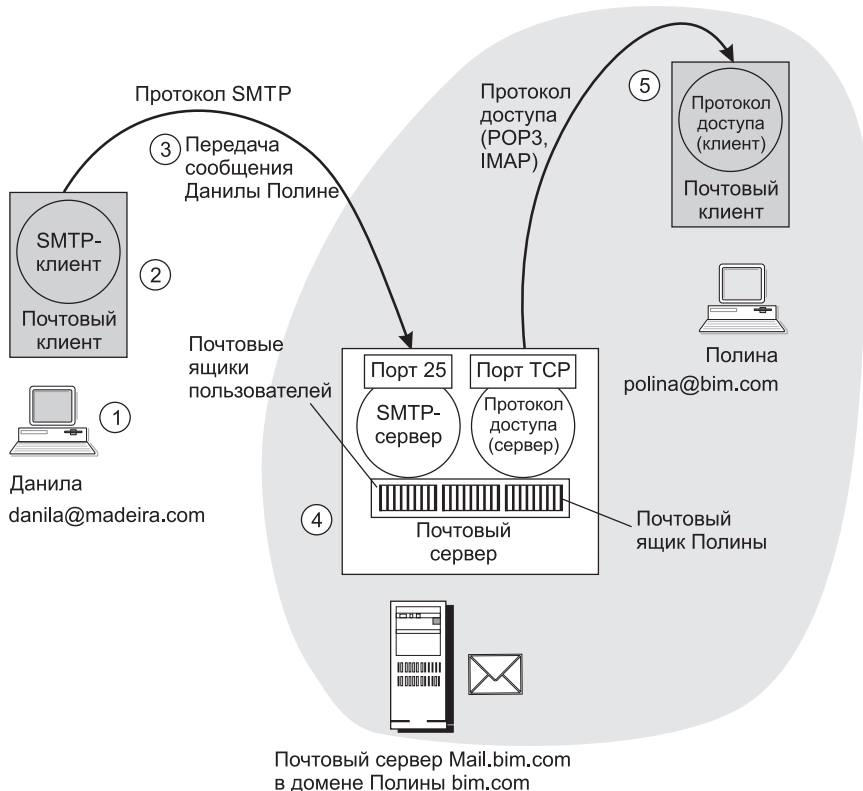 Протокол SMTP
3
Передача
сообщения
Данилы Полине
SMTP-
клиент
Почтовый
клиент
2
1
Данила
danila@madeira.com
Протокол
доступа
(POP3,
IMAP)
5
Протокол
доступа
(клиент)
Почтовый
клиент
Полина
polina@bim.com
Почтовые
ящики
пользователей
Порт 25
Порт TCP
SMTP-
сервер
Протокол
доступа
(сервер)
4
Почтовый
сервер
Почтовый
ящик Полины
Почтовый сервер Mail.bim.com
в домене Полины bim.com